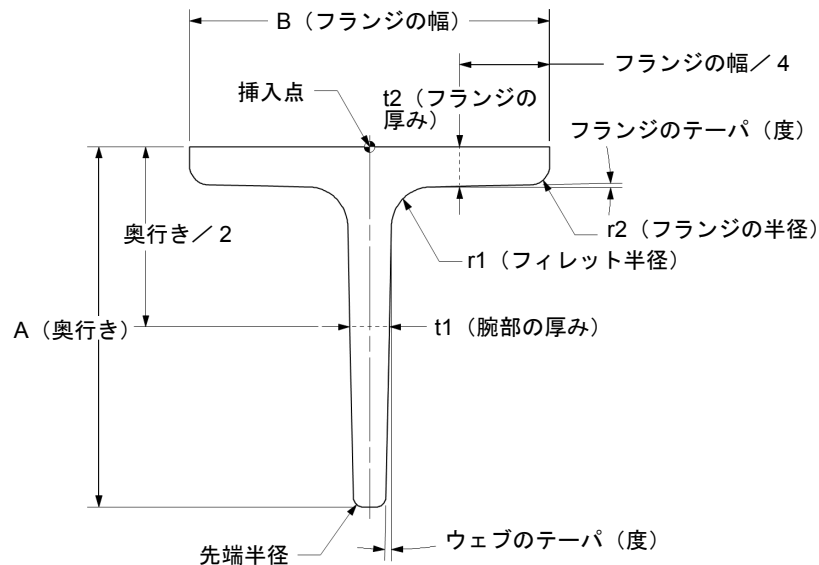 B（フランジの幅）
フランジの幅／4
挿入点
t2（フランジの
厚み）
フランジのテーパ（度）
奥行き／2
r2（フランジの半径）
r1（フィレット半径）
A（奥行き）
t1（腕部の厚み）
先端半径
ウェブのテーパ（度）